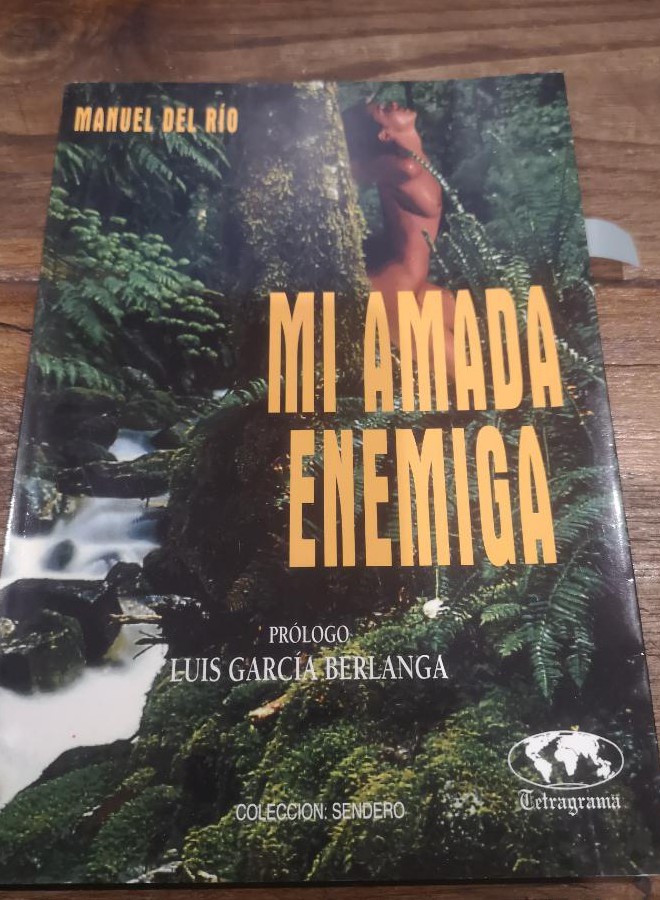 MANUEL DEL RÍO
MI AMADA
ENEMIGA
PRÓLOGO
LUIS GARCÍA BERLANGA
Tetragrama
COLECCION: SENDERO